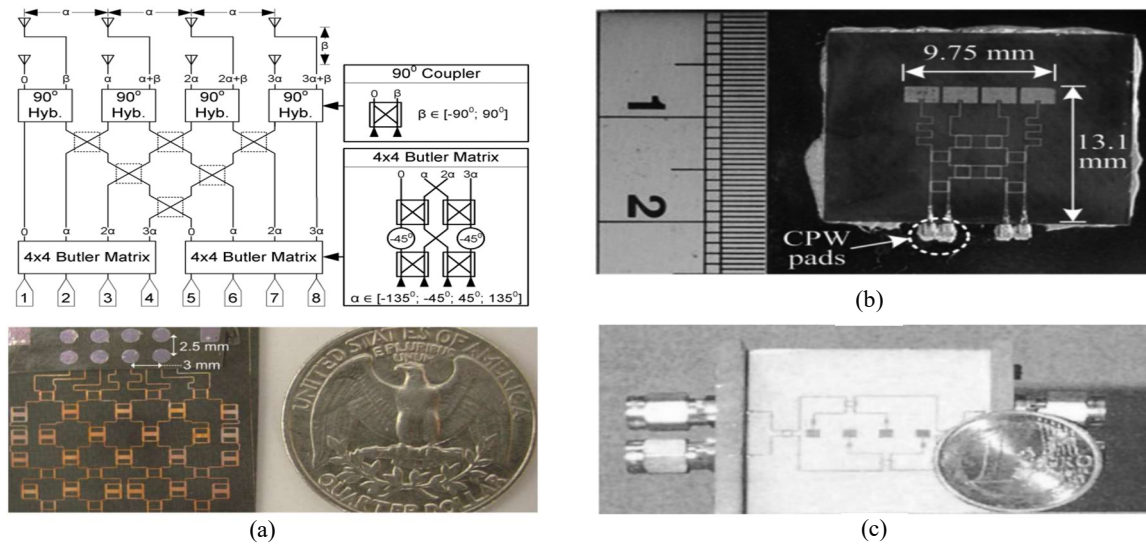 α α α
β
0 β α α+β 2α 2α+β 3α 3α+β
90° Hyb. 90° Hyb. 90° Hyb. 90° Hyb.
0 α 2α 3α 0 α 2α 3α
4x4 Butler Matrix 4x4 Butler Matrix
1 2 3 4 5 6 7 8
90° Coupler
0 β
β ∈ [-90°; 90°]
4x4 Butler Matrix
0 α 2α 3α
-45° -45°
α ∈ [-135°; -45°; 45°; 135°]
2.5 mm
3 mm
UNITED STATES OF AMERICA
E PLURIBUS
UNUM
QUARTER DOLLAR
(a)
1
2
9.75 mm
13.1
mm
CPW
pads
(b)
1
EURO
(c)